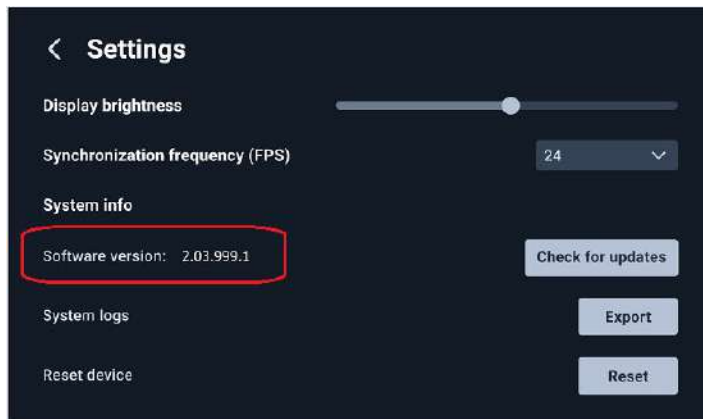 Settings
Display brightness
Synchronization frequency (FPS) 24
System info
Software version: 2.03.999.1 Check for updates
System logs Export
Reset device Reset